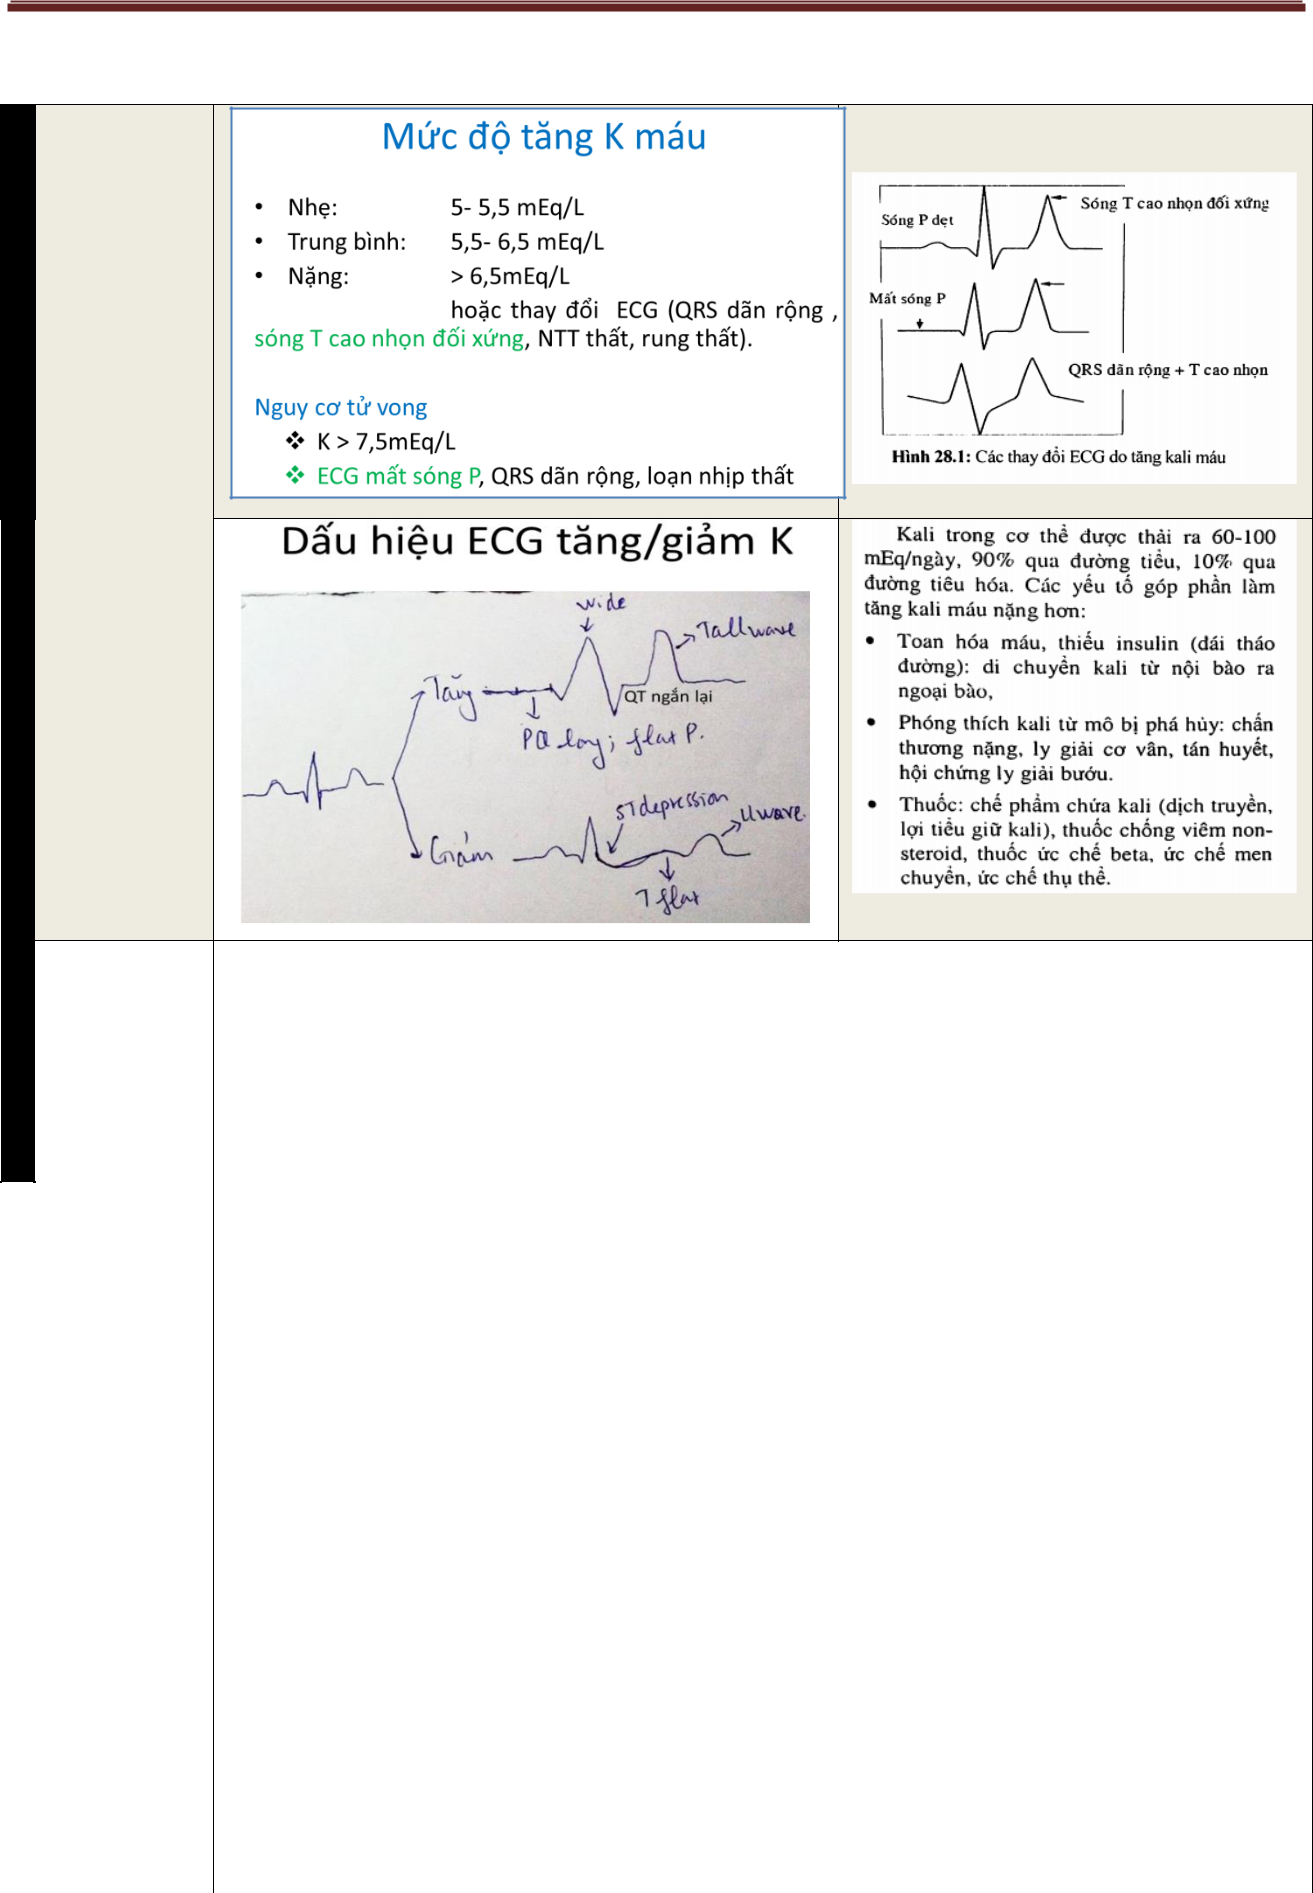 Mức độ tăng K máu
• Nhẹ: 5- 5,5 mEq/L
• Trung bình: 5,5- 6,5 mEq/L
• Nặng: > 6,5mEq/L
hoặc thay đổi ECG (QRS dãn rộng ,
sóng T cao nhọn đối xứng, NTT thất, rung thất).
Nguy cơ tử vong
❖ K > 7,5mEq/L
❖ ECG mất sóng P, QRS dãn rộng, loạn nhịp thất
Sóng T cao nhọn đối xứng
Sóng P dẹt
Mất sóng P
QRS dãn rộng + T cao nhọn
Hình 28.1: Các thay đổi ECG do tăng kali máu
Dấu hiệu ECG tăng/giảm K
wide
Tall wave
Tăng
QT ngắn lại
PQ long; flat P.
ST depression
U wave.
Giảm
T flat
Kali trong cơ thể được thải ra 60-100
mEq/ngày, 90% qua đường tiểu, 10% qua
đường tiêu hóa. Các yếu tố góp phần làm
tăng kali máu nặng hơn:
• Toan hóa máu, thiếu insulin (đái tháo
đường): di chuyển kali từ nội bào ra
ngoại bào,
• Phóng thích kali từ mô bị phá hủy: chấn
thương nặng, ly giải cơ vân, tán huyết,
hội chứng ly giải bướu.
• Thuốc: chế phẩm chứa kali (dịch truyền,
lợi tiểu giữ kali), thuốc chống viêm non-
steroid, thuốc ức chế beta, ức chế men
chuyển, ức chế thụ thể.